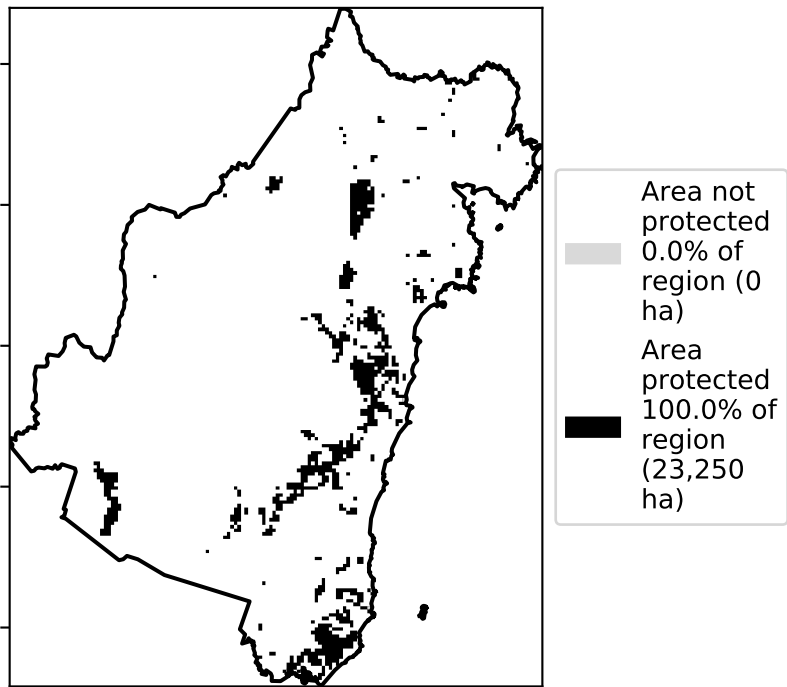 Area not
protected
0.0% of
region (0
ha)
Area
protected
100.0% of
region
(23,250
ha)